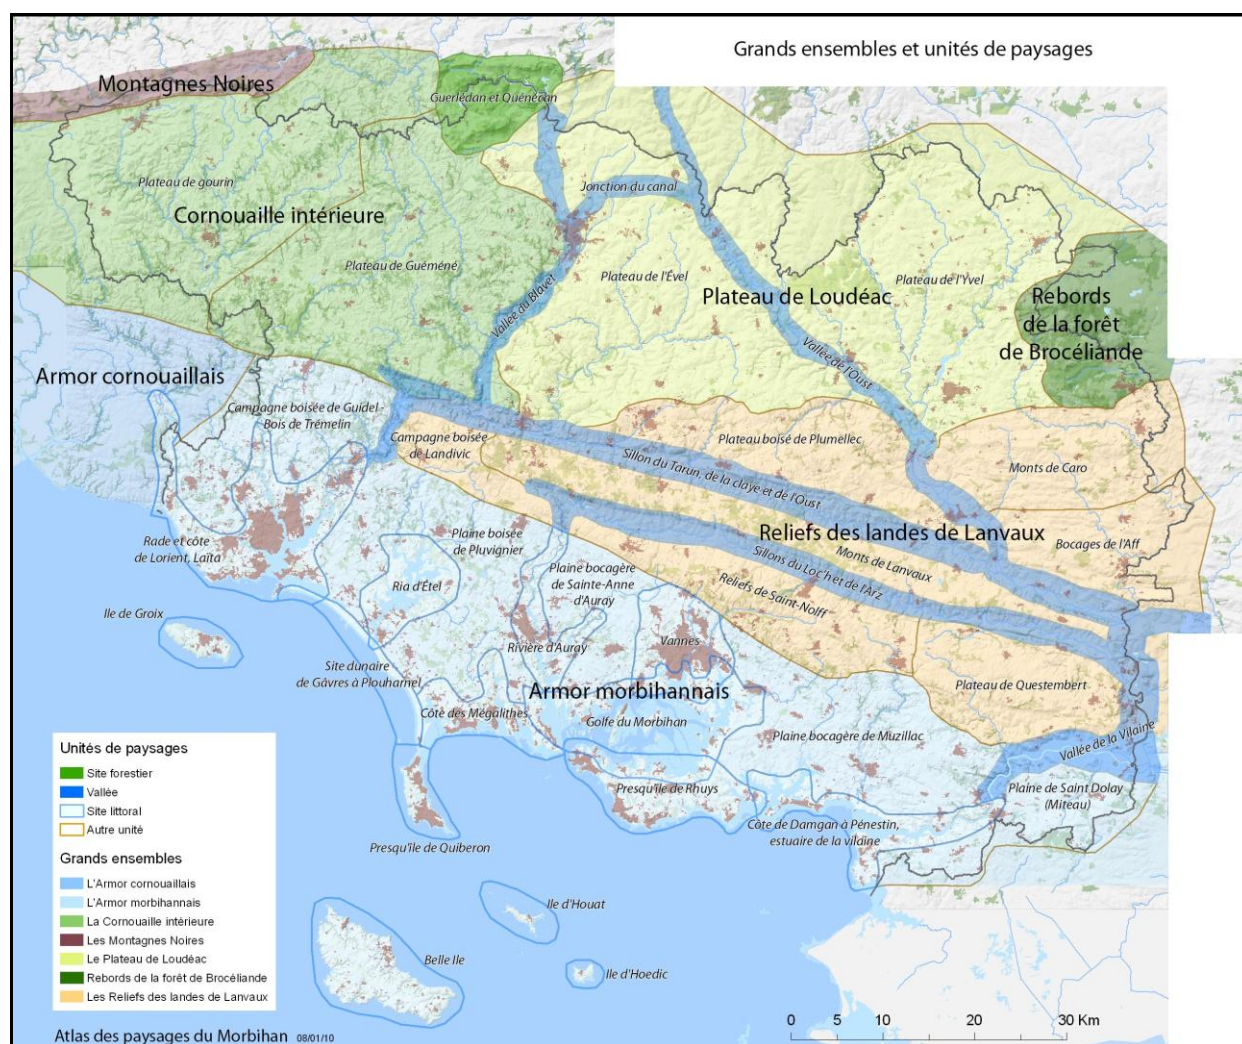 Grands ensembles et unités de paysages
Montagnes Noires
Guerlédan et Quénécan
Plateau de gourin
Jonction du canal
Cornouaille intérieure
Plateau de Guéméné
Plateau de l'Ével
Plateau de l'Yvel
Vallée du Blavet
Plateau de Loudéac
Rebords
de la forêt
de Brocéliande
Vallée de l'Oust
Armor cornouaillais
Campagne boisée de Guidel -
Bois de Trémelin
Campagne boisée
de Landivic
Plateau boisé de Plumelec
Sillon du Tarun, de la claye et de l'Oust
Monts de Caro
Reliefs des landes de Lanvaux
Bocages de l'Aff
Rade et côte
de Lorient, Laïta
Plaine boisée
de Pluvignier
Monts de Lanvaux
Sillons du Loc'het de l'Arz
Plaine bocagère
de Sainte-Anne
d'Auray
Reliefs de Saint-Nolff
Ria d'Étel
Ile de Groix
Rivière d'Auray
Vannes
Site dunaire
de Gâvres à Plouharnel
Armor morbihannais
Plateau de Questembert
Côte des Mégalithes
Golfe du Morbihan
Plaine bocagère de Muzillac
Vallée de la Vilaine
Presqu'île de Rhuys
Plaine de Saint Dolay
(Miteau)
Côte de Damgan à Pénestin,
estuaire de la vilaine
Presqu'île de Quiberon
Ile d'Houat
Belle Ile
Ile d'Hoedic
Unités de paysages
Site forestier
Vallée
Site littoral
Autre unité
Grands ensembles
L'Armor cornouaillais
L'Armor morbihannais
La Cornouaille intérieure
Les Montagnes Noires
Le Plateau de Loudéac
Rebords de la forêt de Brocéliande
Les Reliefs des landes de Lanvaux
Atlas des paysages du Morbihan 08/01/10
0 5 10 20 30 Km